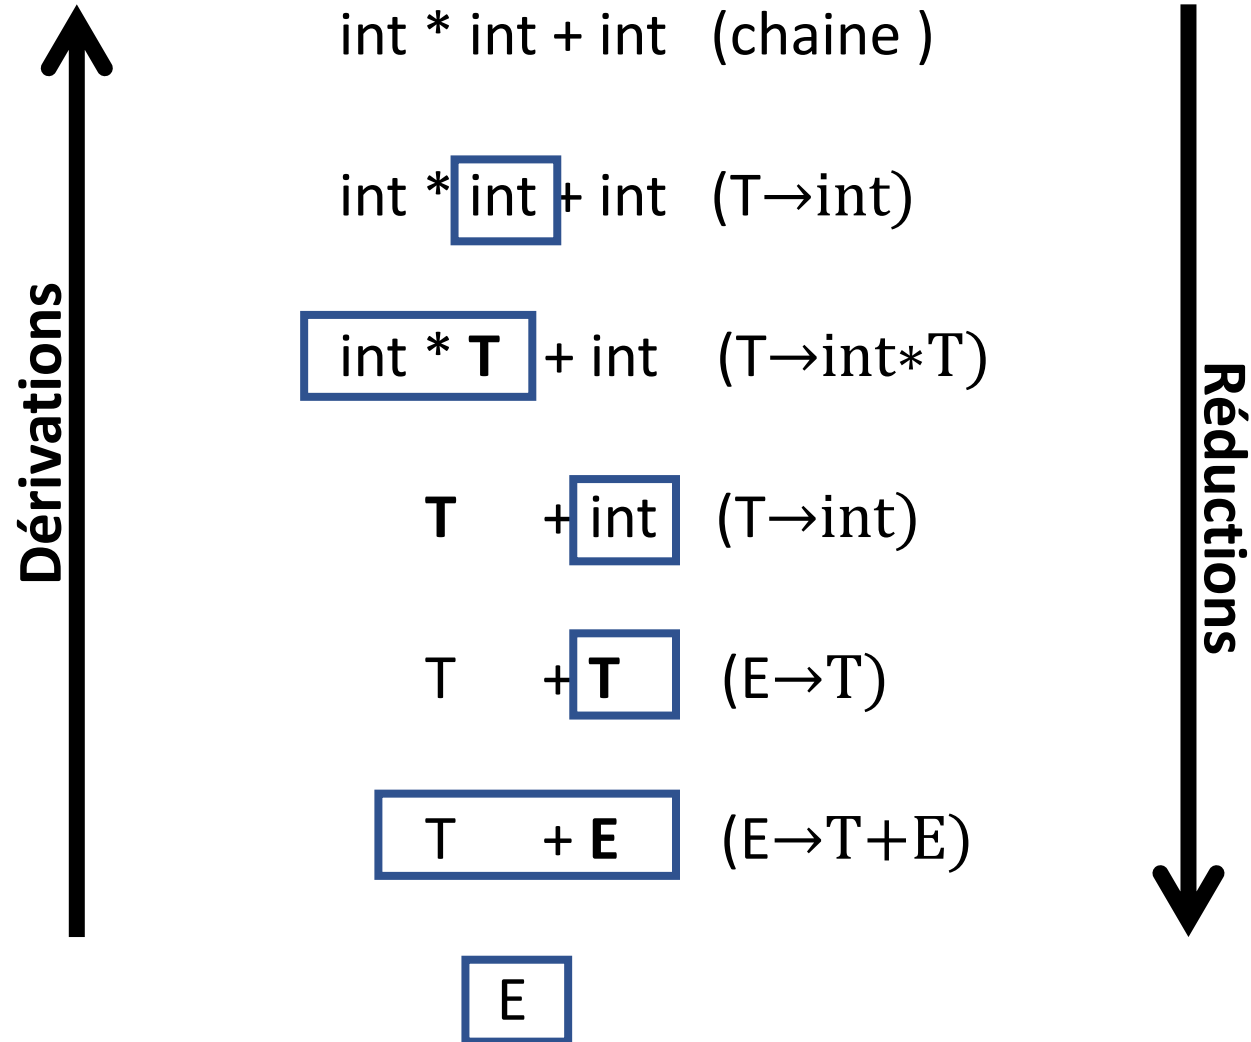 int * int + int (chaine )
int * int + int (T→int)
int * T + int (T→int∗T)
T + int (T→int)
T + T (E→T)
T + E (E→T+E)
E
Dérivations
Réductions